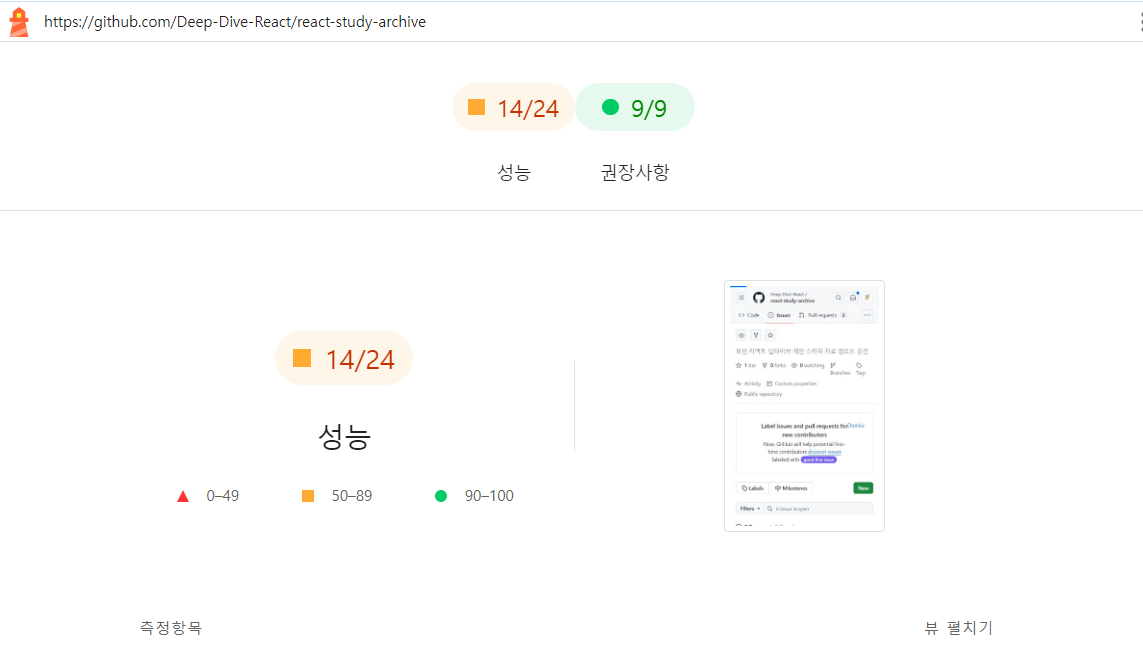 https://github.com/Deep-Dive-React/react-study-archive
14/24
9/9
성능
권장사항
14/24
성능
0–49
50–89
90–100
Deep-Dive-React /
react-study-archive
Code
Issues
Pull requests
2
1 star
0 forks
0 watching
Branches
Tags
Activity
Custom properties
Public repository
Label issues and pull requests for
new contributors
Dismiss
Now, GitHub will help potential first-
time contributors discover issues
labeled with good first issue
Labels
Milestones
New
Filters
is:issue is:open
측정항목
뷰 펼치기